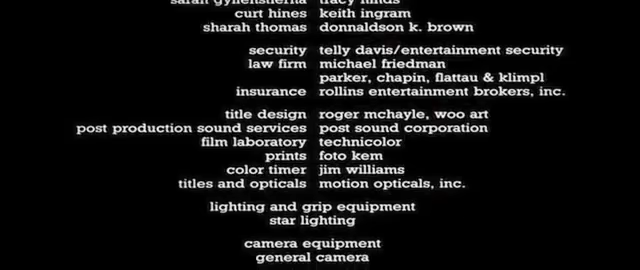 sarah gyllenstierna tracy hinds
curt hines keith ingram
sharah thomas donnaldson k. brown
security telly davis/entertainment security
law firm michael friedman
parker, chapin, flattau & klimpl
insurance rollins entertainment brokers, inc.
title design roger mchayle, woo art
post production sound services post sound corporation
film laboratory technicolor
prints foto kem
color timer jim williams
titles and opticals motion opticals, inc.
lighting and grip equipment
star lighting
camera equipment
general camera